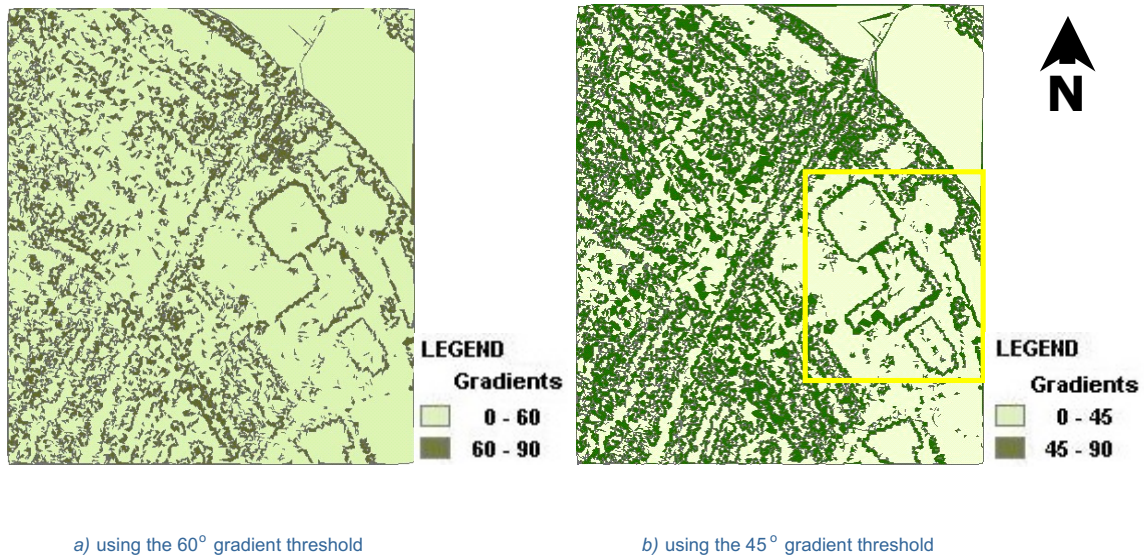 N
LEGEND
Gradients
0 - 60
60 - 90
LEGEND
Gradients
0 - 45
45 - 90
a) using the 60° gradient threshold
b) using the 45° gradient threshold